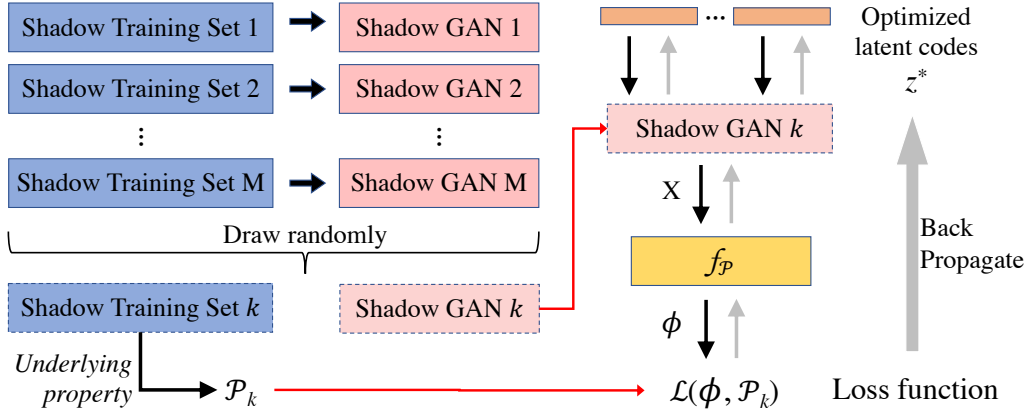 Shadow Training Set 1
Shadow GAN 1
Shadow Training Set 2
Shadow GAN 2
⋮
⋮
Shadow Training Set M
Shadow GAN M
Draw randomly
Shadow Training Set k
Shadow GAN k
Underlying
property
𝒫ₖ
...
Optimized
latent codes
z*
Shadow GAN k
X
Back
Propagate
f𝒫
ϕ
ℒ(ϕ, 𝒫ₖ)
Loss function